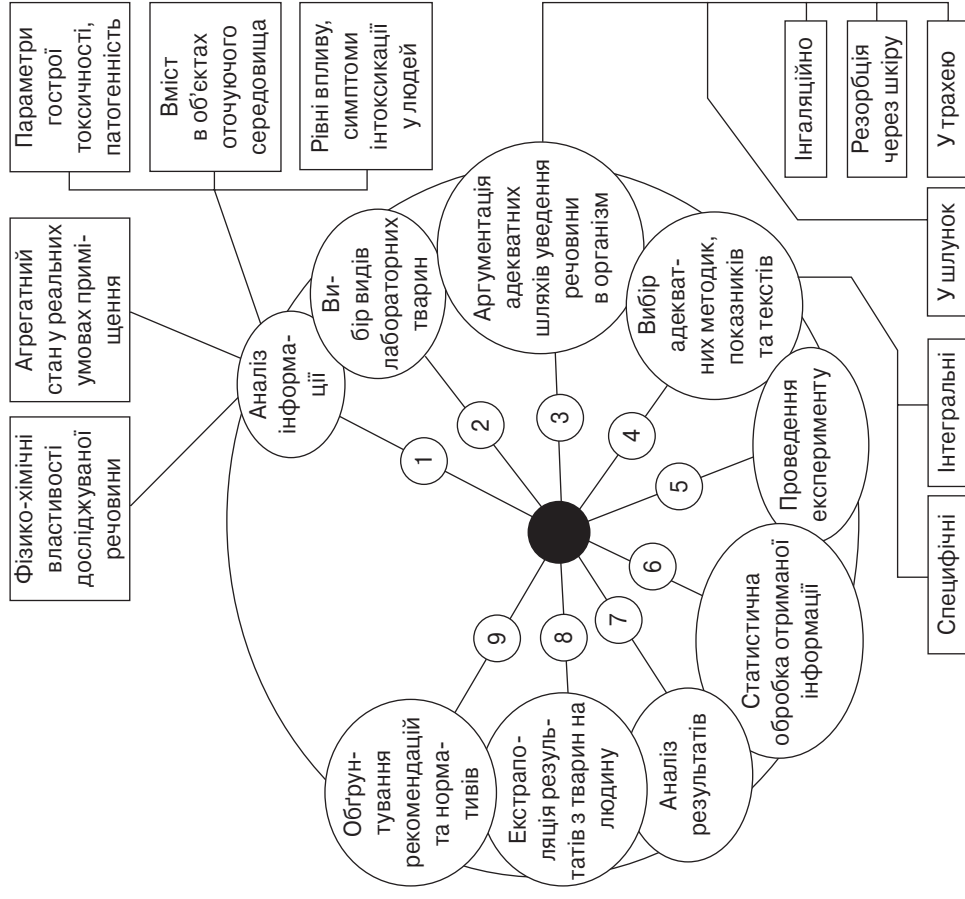 Фізико-хімічні
властивості
досліджуваної
речовини
Агрегатний
стан у реальних
умовах примі-
щення
Параметри
гострої
токсичності,
патогенність
Вміст
в об’єктах
оточуючого
середовища
Рівні впливу,
симптоми
інтоксикації
у людей
Аналіз
інформа-
ції
Ви-
бір видів
лабораторних
тварин
Аргументація
адекватних
шляхів уведення
речовини
в організм
Вибір
адекват-
них методик,
показників
та текстів
Проведення
експерименту
Статистична
обробка отриманої
інформації
Аналіз
результатів
Екстрапо-
ляція резуль-
татів з тварин на
людину
Обґрун-
тування
рекомендацій
та норма-
тивів
1
2
3
4
5
6
7
8
9
Інгаляційно
Резорбція
через шкіру
У трахею
У шлунок
Інтегральні
Специфічні